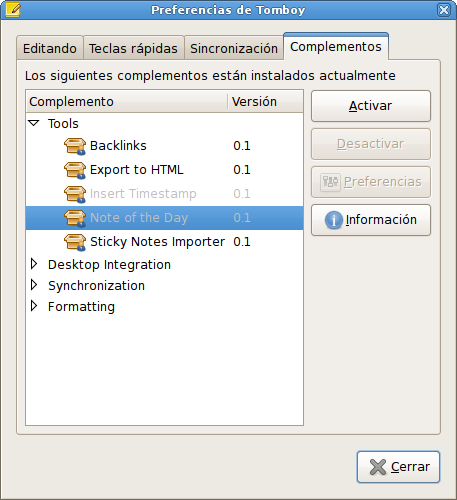 Preferencias de Tomboy
Editando Teclas rápidas Sincronización Complementos
Los siguientes complementos están instalados actualmente
Complemento Versión
Tools
Backlinks 0.1
Export to HTML 0.1
Insert Timestamp 0.1
Note of the Day 0.1
Sticky Notes Importer 0.1
Desktop Integration
Synchronization
Formatting
Activar
Desactivar
Preferencias
Información
Cerrar